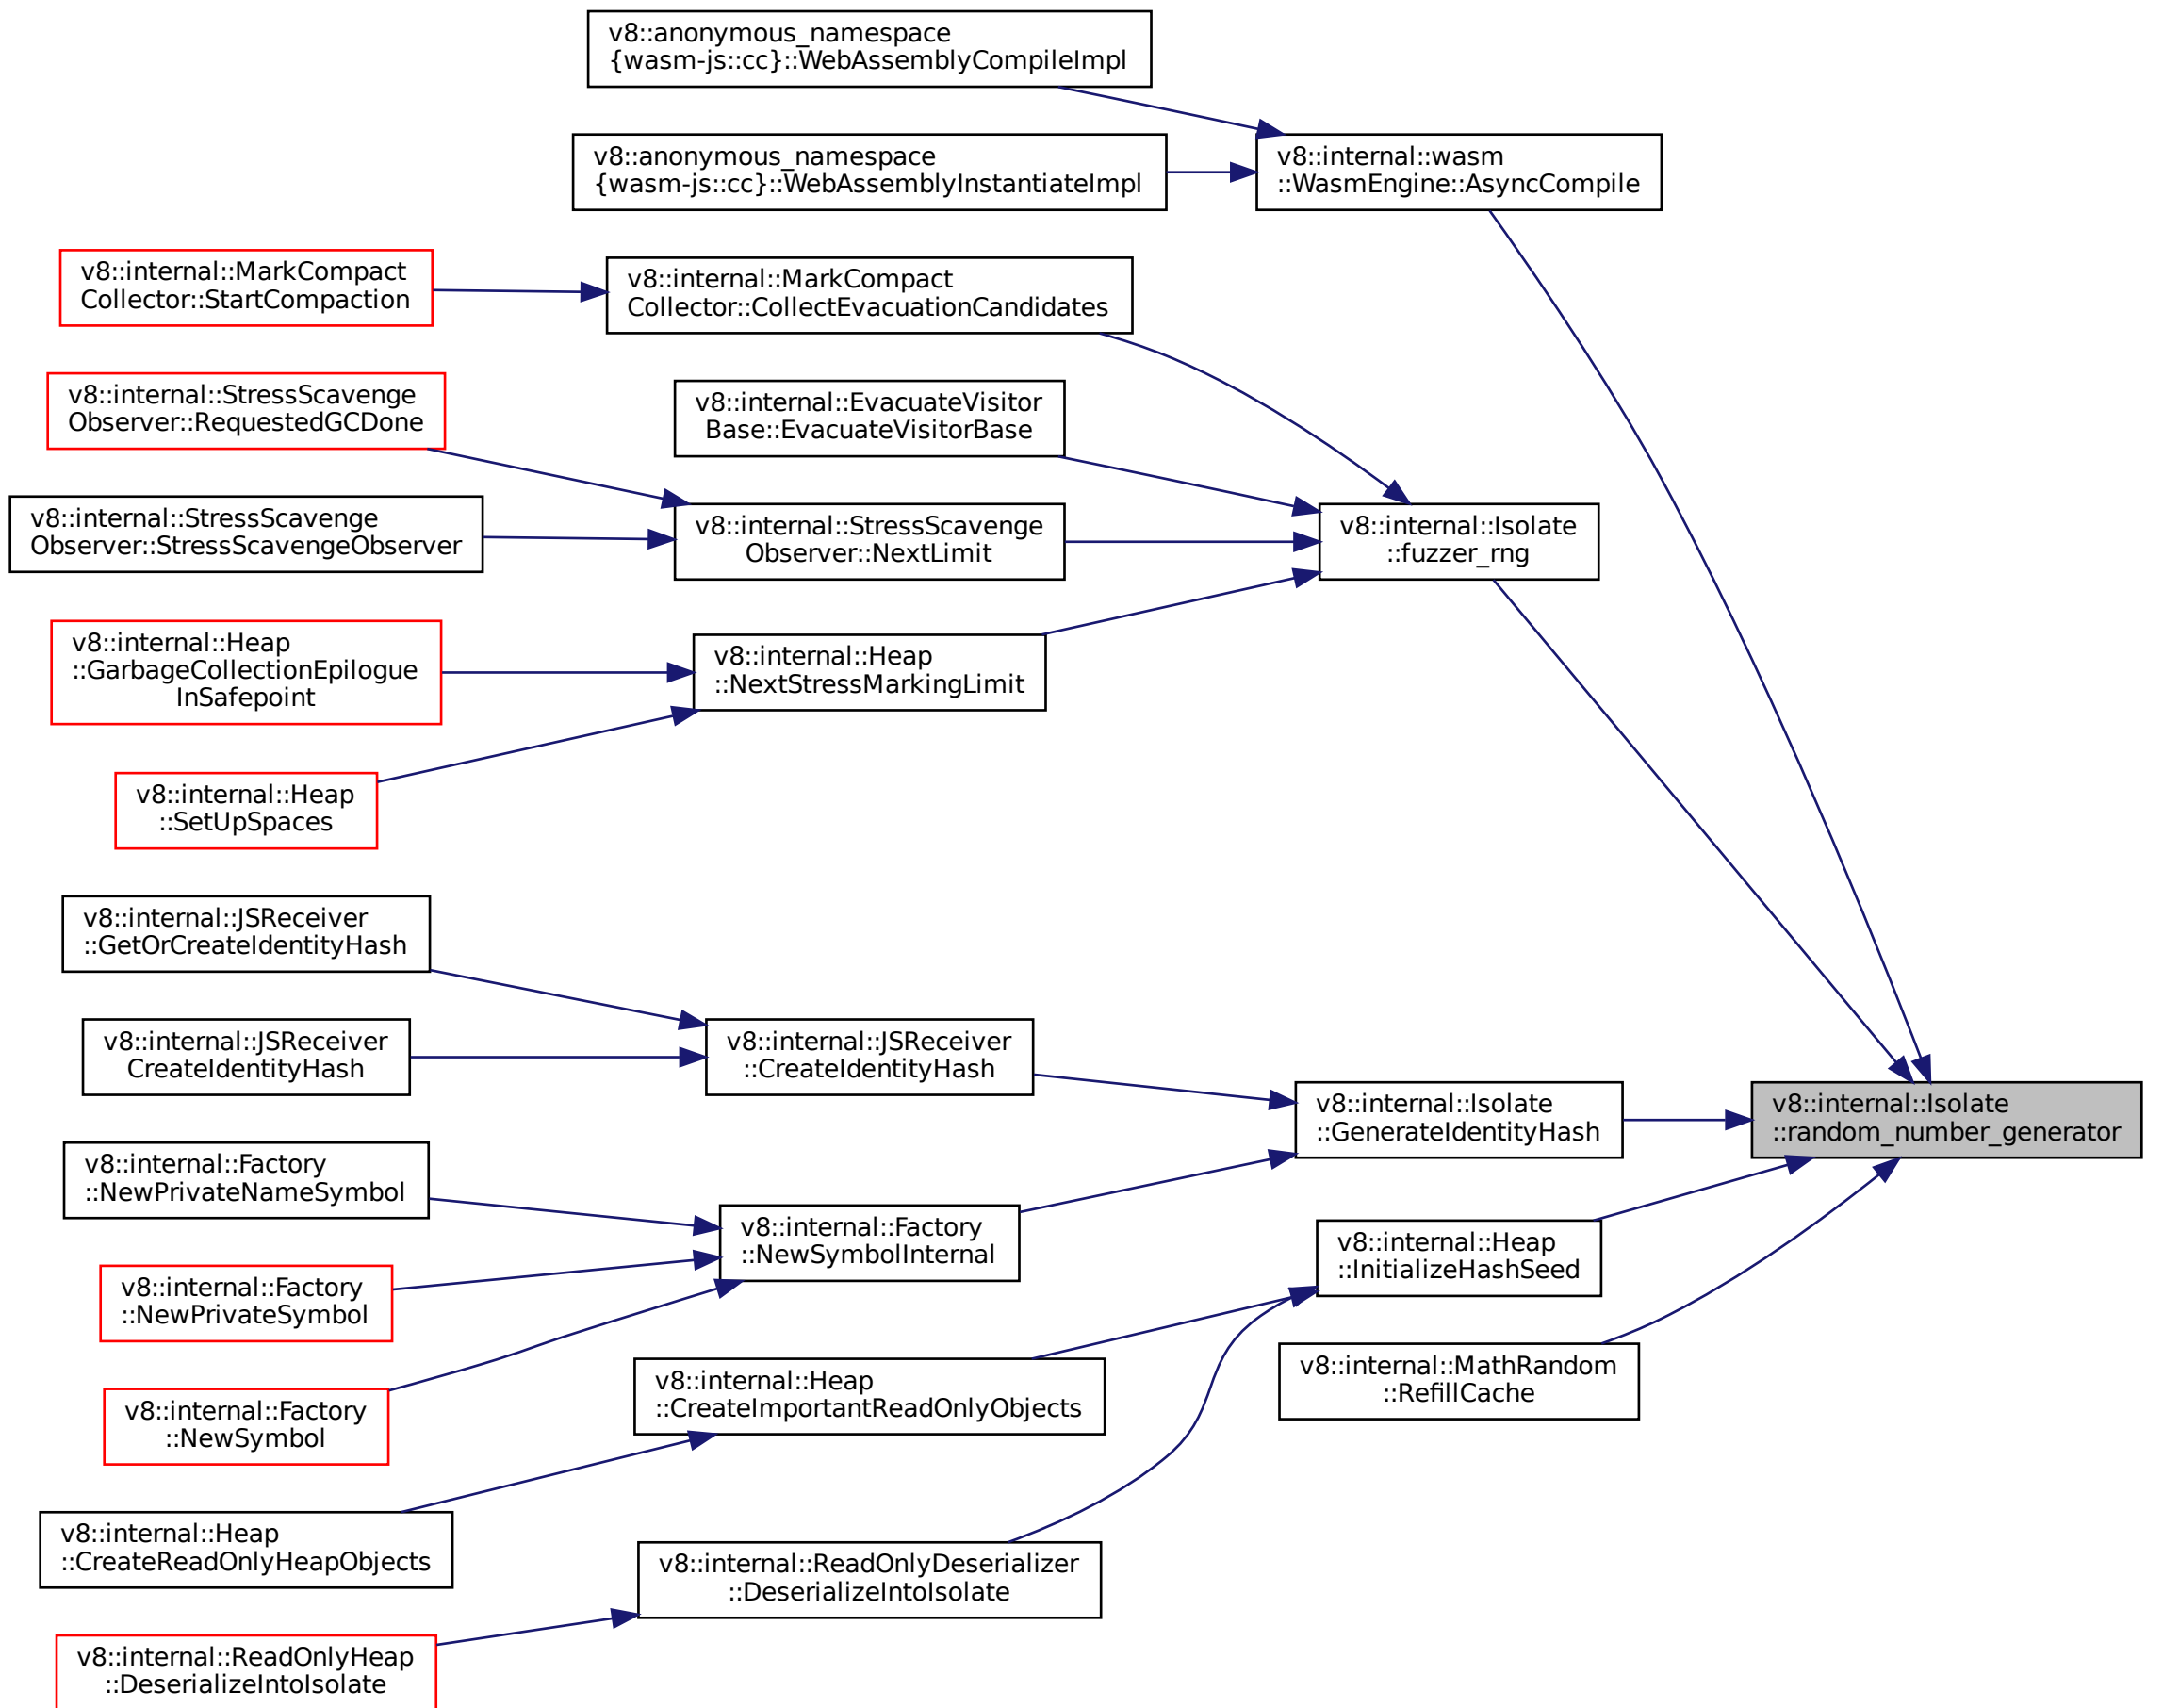 v8::anonymous_namespace
{wasm-js::cc}::WebAssemblyCompileImpl
v8::anonymous_namespace
{wasm-js::cc}::WebAssemblyInstantiateImpl
v8::internal::wasm
::WasmEngine::AsyncCompile
v8::internal::MarkCompact
Collector::StartCompaction
v8::internal::MarkCompact
Collector::CollectEvacuationCandidates
v8::internal::StressScavenge
Observer::RequestedGCDone
v8::internal::EvacuateVisitor
Base::EvacuateVisitorBase
v8::internal::StressScavenge
Observer::StressScavengeObserver
v8::internal::StressScavenge
Observer::NextLimit
v8::internal::Isolate
::fuzzer_rng
v8::internal::Heap
::GarbageCollectionEpilogue
InSafepoint
v8::internal::Heap
::NextStressMarkingLimit
v8::internal::Heap
::SetUpSpaces
v8::internal::JSReceiver
::GetOrCreateIdentityHash
v8::internal::JSReceiver
CreateIdentityHash
v8::internal::JSReceiver
::CreateIdentityHash
v8::internal::Isolate
::GenerateIdentityHash
v8::internal::Isolate
::random_number_generator
v8::internal::Factory
::NewPrivateNameSymbol
v8::internal::Factory
::NewSymbolInternal
v8::internal::Heap
::InitializeHashSeed
v8::internal::Factory
::NewPrivateSymbol
v8::internal::MathRandom
::RefillCache
v8::internal::Factory
::NewSymbol
v8::internal::Heap
::CreateImportantReadOnlyObjects
v8::internal::Heap
::CreateReadOnlyHeapObjects
v8::internal::ReadOnlyDeserializer
::DeserializeIntoIsolate
v8::internal::ReadOnlyHeap
::DeserializeIntoIsolate